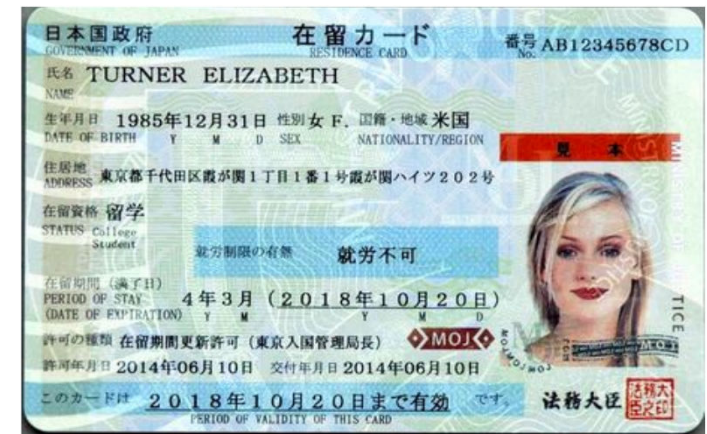 日本国政府 在留カード 番号 AB12345678CD
GOVERNMENT OF JAPAN RESIDENCE CARD No.
氏名 TURNER ELIZABETH
NAME
生年月日 1985年12月31日 性別 女 F. 国籍・地域 米国
DATE OF BIRTH Y M D SEX NATIONALITY/REGION
見本
住居地 東京都千代田区霞が関1丁目1番1号霞が関ハイツ202号
ADDRESS
在留資格 留学
STATUS College
Student
就労制限の有無 就労不可
在留期間(満了日)
PERIOD OF STAY 4年3月(2018年10月20日)
(DATE OF EXPIRATION) Y M Y M D
許可の種類 在留期間更新許可(東京入国管理局長) MOJ
許可年月日 2014年06月10日 交付年月日 2014年06月10日
このカードは 2018年10月20日まで有効 です。
PERIOD OF VALIDITY OF THIS CARD
法務大臣